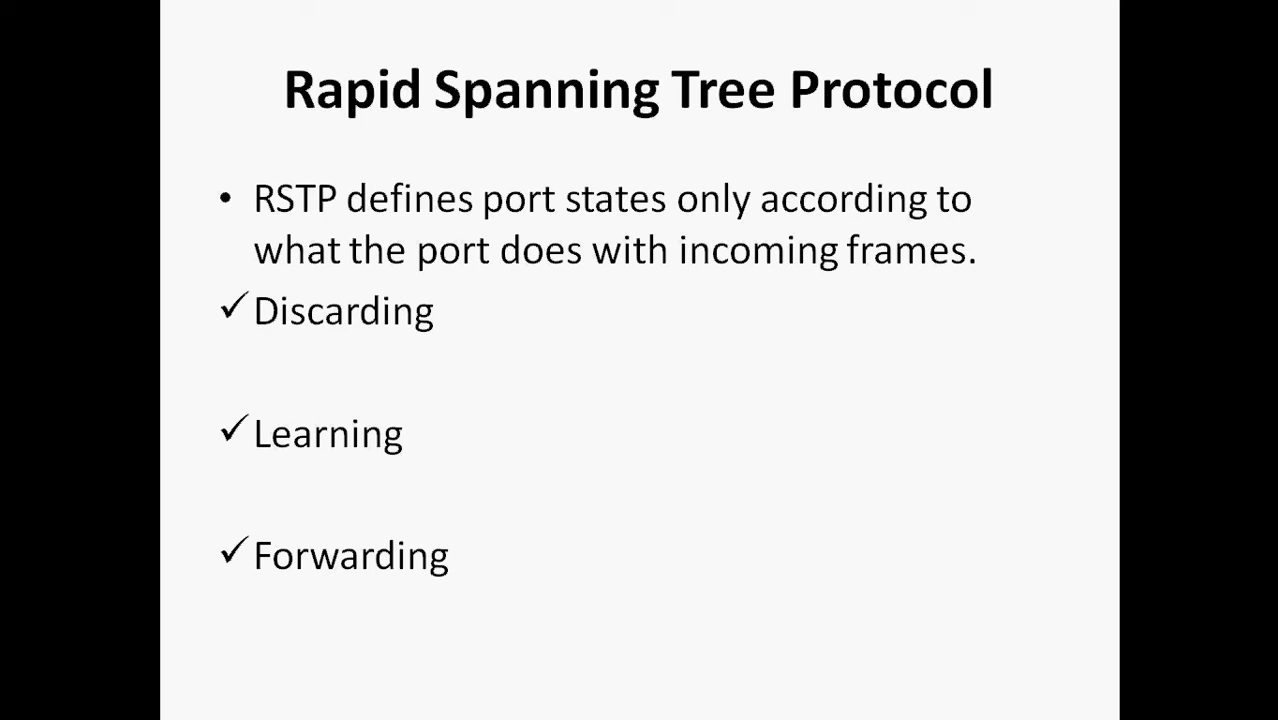 Rapid Spanning Tree Protocol
• RSTP defines port states only according to
what the port does with incoming frames.
✓ Discarding
✓ Learning
✓ Forwarding